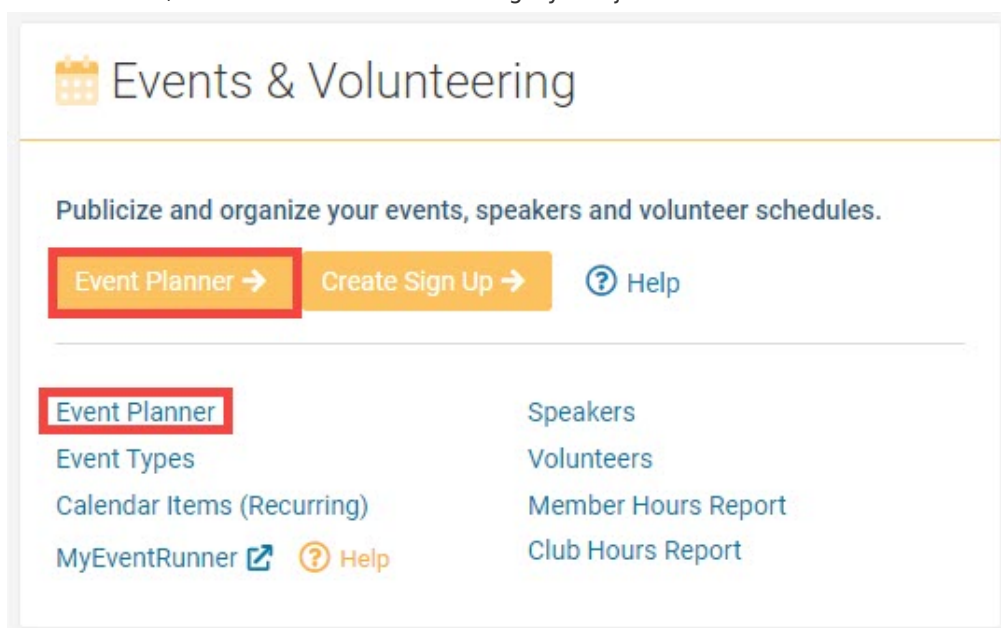 Events & Volunteering
Publicize and organize your events, speakers and volunteer schedules.
Event Planner → Create Sign Up → Help
Event Planner
Event Types
Calendar Items (Recurring)
MyEventRunner Help
Speakers
Volunteers
Member Hours Report
Club Hours Report